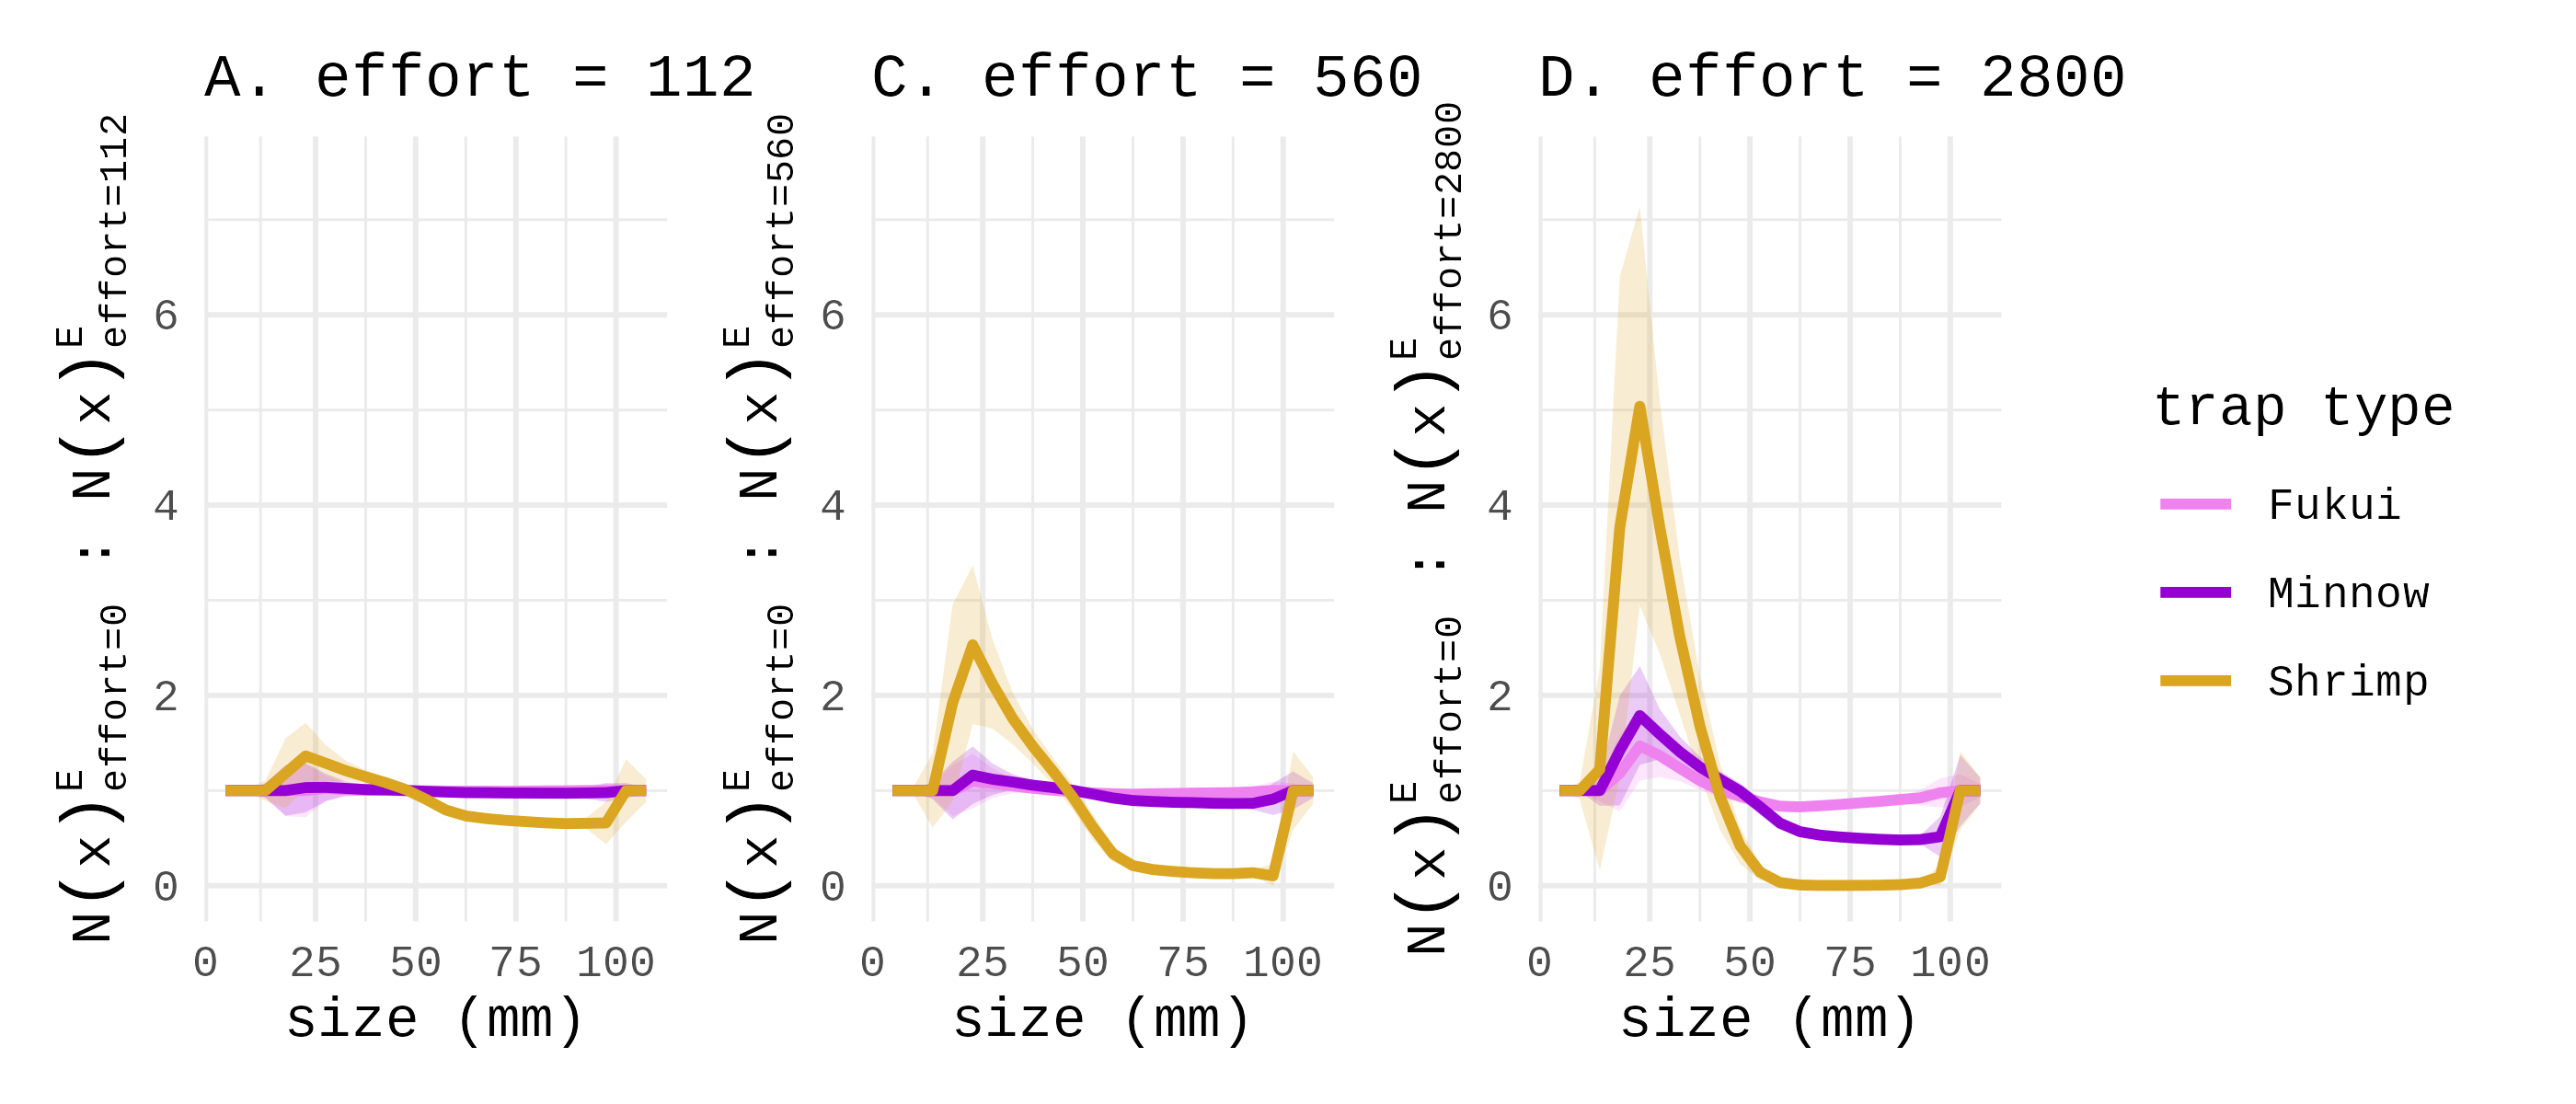 A. effort = 112
C. effort = 560
D. effort = 2800
N(x)^E_effort=0 : N(x)^E_effort=112
6
4
2
0
0 25 50 75 100
size (mm)
N(x)^E_effort=0 : N(x)^E_effort=560
6
4
2
0
0 25 50 75 100
size (mm)
N(x)^E_effort=0 : N(x)^E_effort=2800
6
4
2
0
0 25 50 75 100
size (mm)
trap type
Fukui
Minnow
Shrimp